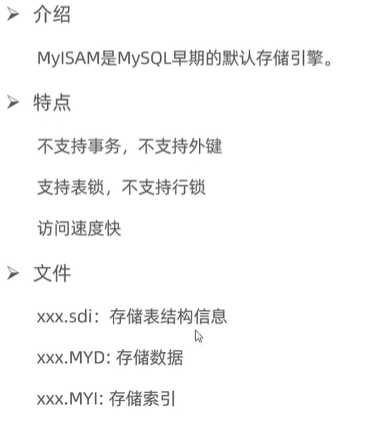 介绍
MyISAM是MySQL早期的默认存储引擎。
特点
不支持事务，不支持外键
支持表锁，不支持行锁
访问速度快
文件
xxx.sdi：存储表结构信息
xxx.MYD: 存储数据
xxx.MYI: 存储索引